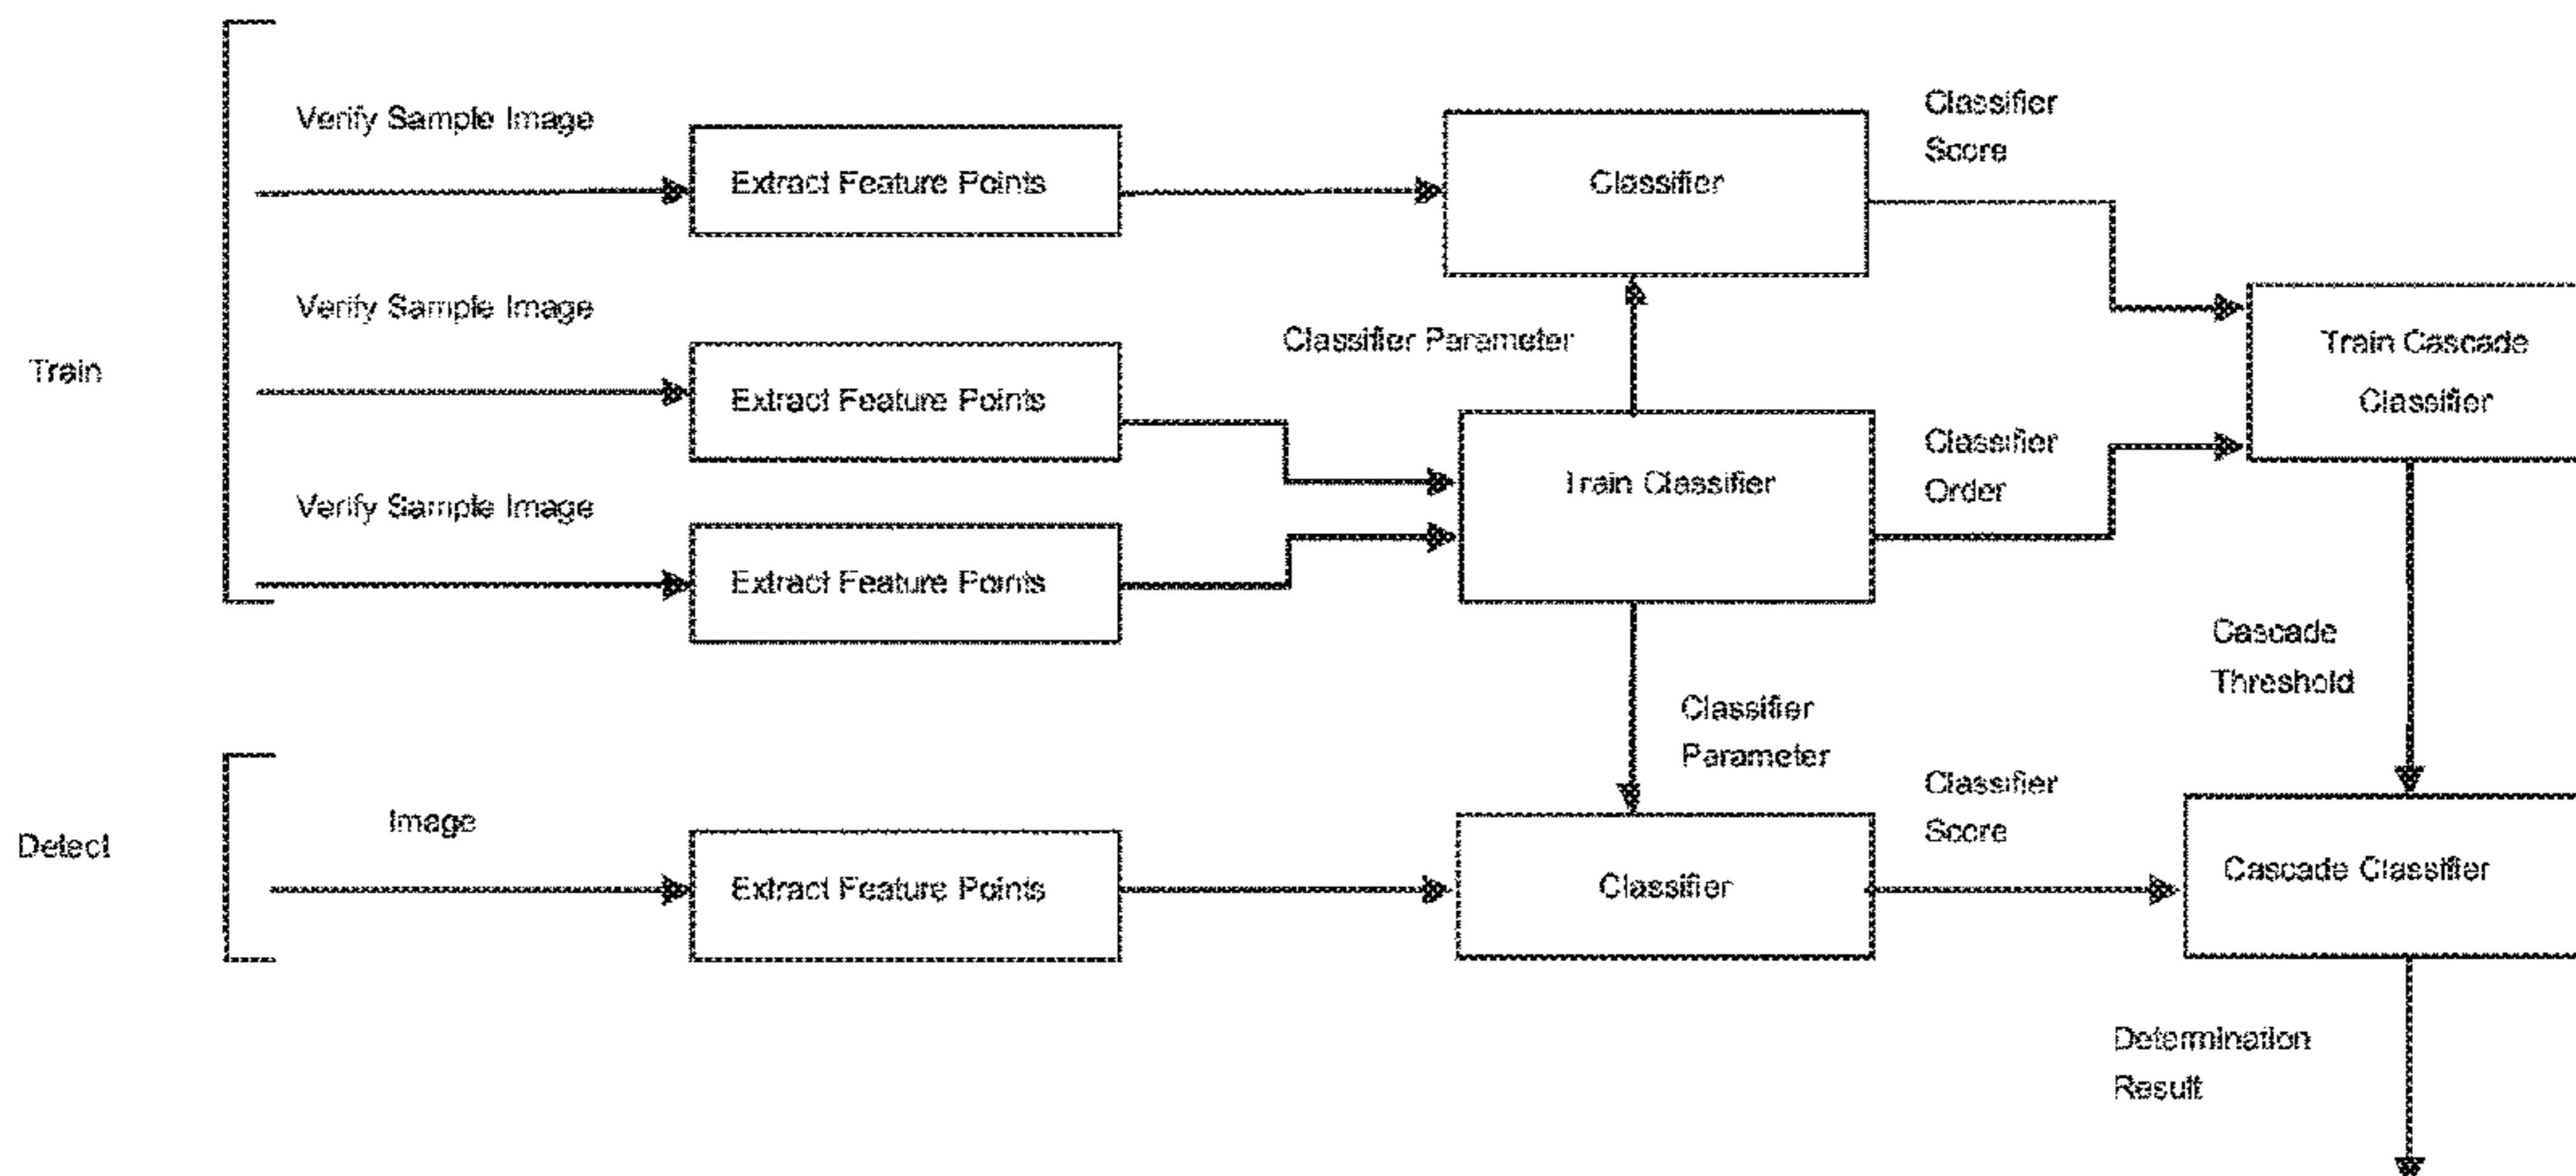 Verify Sample Image
Extract Feature Points
Classifier
Classifier
Score
Train
Verify Sample Image
Extract Feature Points
Classifier Parameter
Train Classifier
Classifier
Order
Train Cascade
Classifier
Verify Sample Image
Extract Feature Points
Classifier
Parameter
Cascade
Threshold
Detect
Image
Extract Feature Points
Classifier
Classifier
Score
Cascade Classifier
Determination
Result